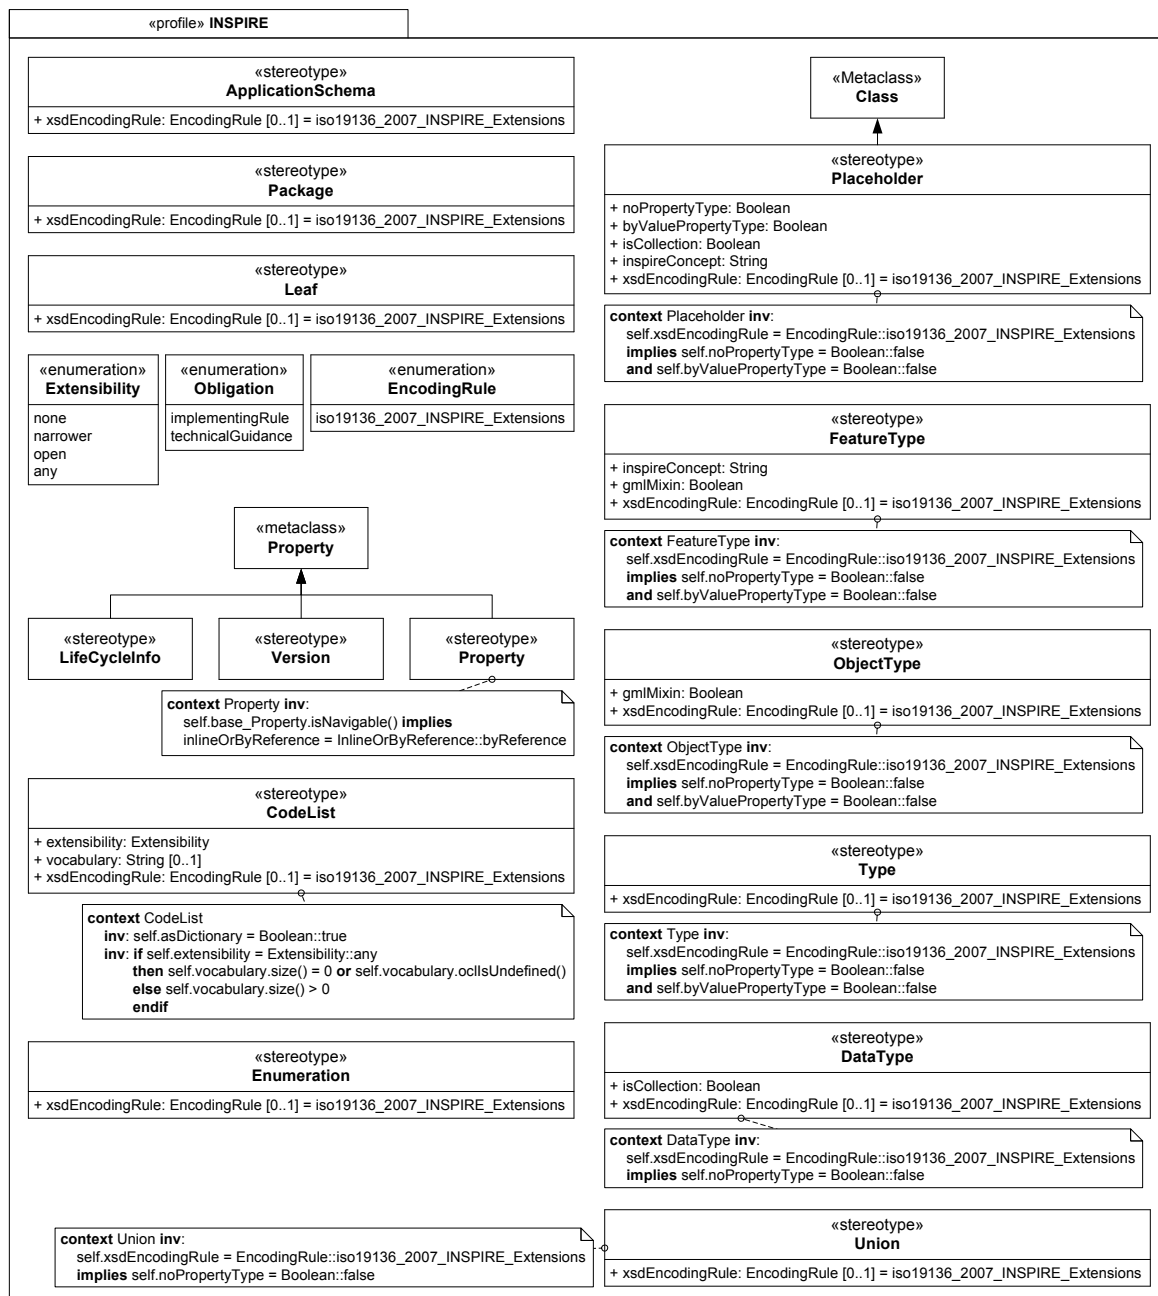 «profile» INSPIRE
«stereotype»
ApplicationSchema
+ xsdEncodingRule: EncodingRule [0..1] = iso19136_2007_INSPIRE_Extensions
«stereotype»
Package
+ xsdEncodingRule: EncodingRule [0..1] = iso19136_2007_INSPIRE_Extensions
«stereotype»
Leaf
+ xsdEncodingRule: EncodingRule [0..1] = iso19136_2007_INSPIRE_Extensions
«enumeration»
Extensibility
none
narrower
open
any
«enumeration»
Obligation
implementingRule
technicalGuidance
«enumeration»
EncodingRule
iso19136_2007_INSPIRE_Extensions
«metaclass»
Property
«stereotype»
LifeCycleInfo
«stereotype»
Version
«stereotype»
Property
context Property inv:
self.base_Property.isNavigable() implies
inlineOrByReference = InlineOrByReference::byReference
«stereotype»
CodeList
+ extensibility: Extensibility
+ vocabulary: String [0..1]
+ xsdEncodingRule: EncodingRule [0..1] = iso19136_2007_INSPIRE_Extensions
context CodeList
inv: self.asDictionary = Boolean::true
inv: if self.extensibility = Extensibility::any
then self.vocabulary.size() = 0 or self.vocabulary.oclIsUndefined()
else self.vocabulary.size() > 0
endif
«stereotype»
Enumeration
+ xsdEncodingRule: EncodingRule [0..1] = iso19136_2007_INSPIRE_Extensions
«Metaclass»
Class
«stereotype»
Placeholder
+ noPropertyType: Boolean
+ byValuePropertyType: Boolean
+ isCollection: Boolean
+ inspireConcept: String
+ xsdEncodingRule: EncodingRule [0..1] = iso19136_2007_INSPIRE_Extensions
context Placeholder inv:
self.xsdEncodingRule = EncodingRule::iso19136_2007_INSPIRE_Extensions
implies self.noPropertyType = Boolean::false
and self.byValuePropertyType = Boolean::false
«stereotype»
FeatureType
+ inspireConcept: String
+ gmlMixin: Boolean
+ xsdEncodingRule: EncodingRule [0..1] = iso19136_2007_INSPIRE_Extensions
context FeatureType inv:
self.xsdEncodingRule = EncodingRule::iso19136_2007_INSPIRE_Extensions
implies self.noPropertyType = Boolean::false
and self.byValuePropertyType = Boolean::false
«stereotype»
ObjectType
+ gmlMixin: Boolean
+ xsdEncodingRule: EncodingRule [0..1] = iso19136_2007_INSPIRE_Extensions
context ObjectType inv:
self.xsdEncodingRule = EncodingRule::iso19136_2007_INSPIRE_Extensions
implies self.noPropertyType = Boolean::false
and self.byValuePropertyType = Boolean::false
«stereotype»
Type
+ xsdEncodingRule: EncodingRule [0..1] = iso19136_2007_INSPIRE_Extensions
context Type inv:
self.xsdEncodingRule = EncodingRule::iso19136_2007_INSPIRE_Extensions
implies self.noPropertyType = Boolean::false
and self.byValuePropertyType = Boolean::false
«stereotype»
DataType
+ isCollection: Boolean
+ xsdEncodingRule: EncodingRule [0..1] = iso19136_2007_INSPIRE_Extensions
context DataType inv:
self.xsdEncodingRule = EncodingRule::iso19136_2007_INSPIRE_Extensions
implies self.noPropertyType = Boolean::false
context Union inv:
self.xsdEncodingRule = EncodingRule::iso19136_2007_INSPIRE_Extensions
implies self.noPropertyType = Boolean::false
«stereotype»
Union
+ xsdEncodingRule: EncodingRule [0..1] = iso19136_2007_INSPIRE_Extensions